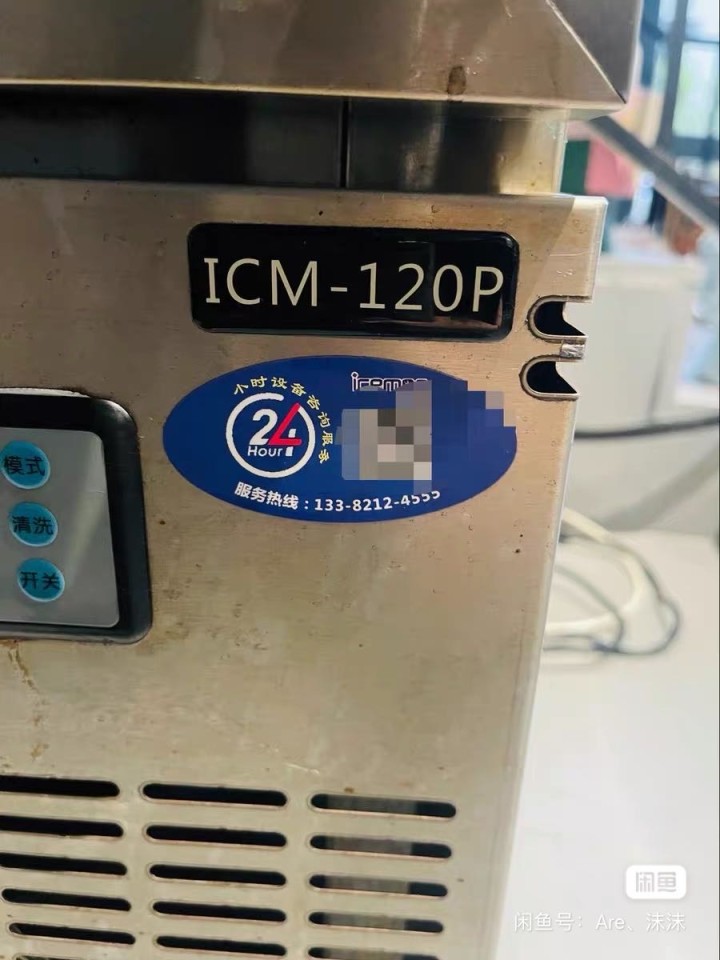 ICM-120P
小时设备咨询服务
24
Hour
服务热线：133-8212-4555
模式
清洗
开关
闲鱼
闲鱼号：Are、沫沫